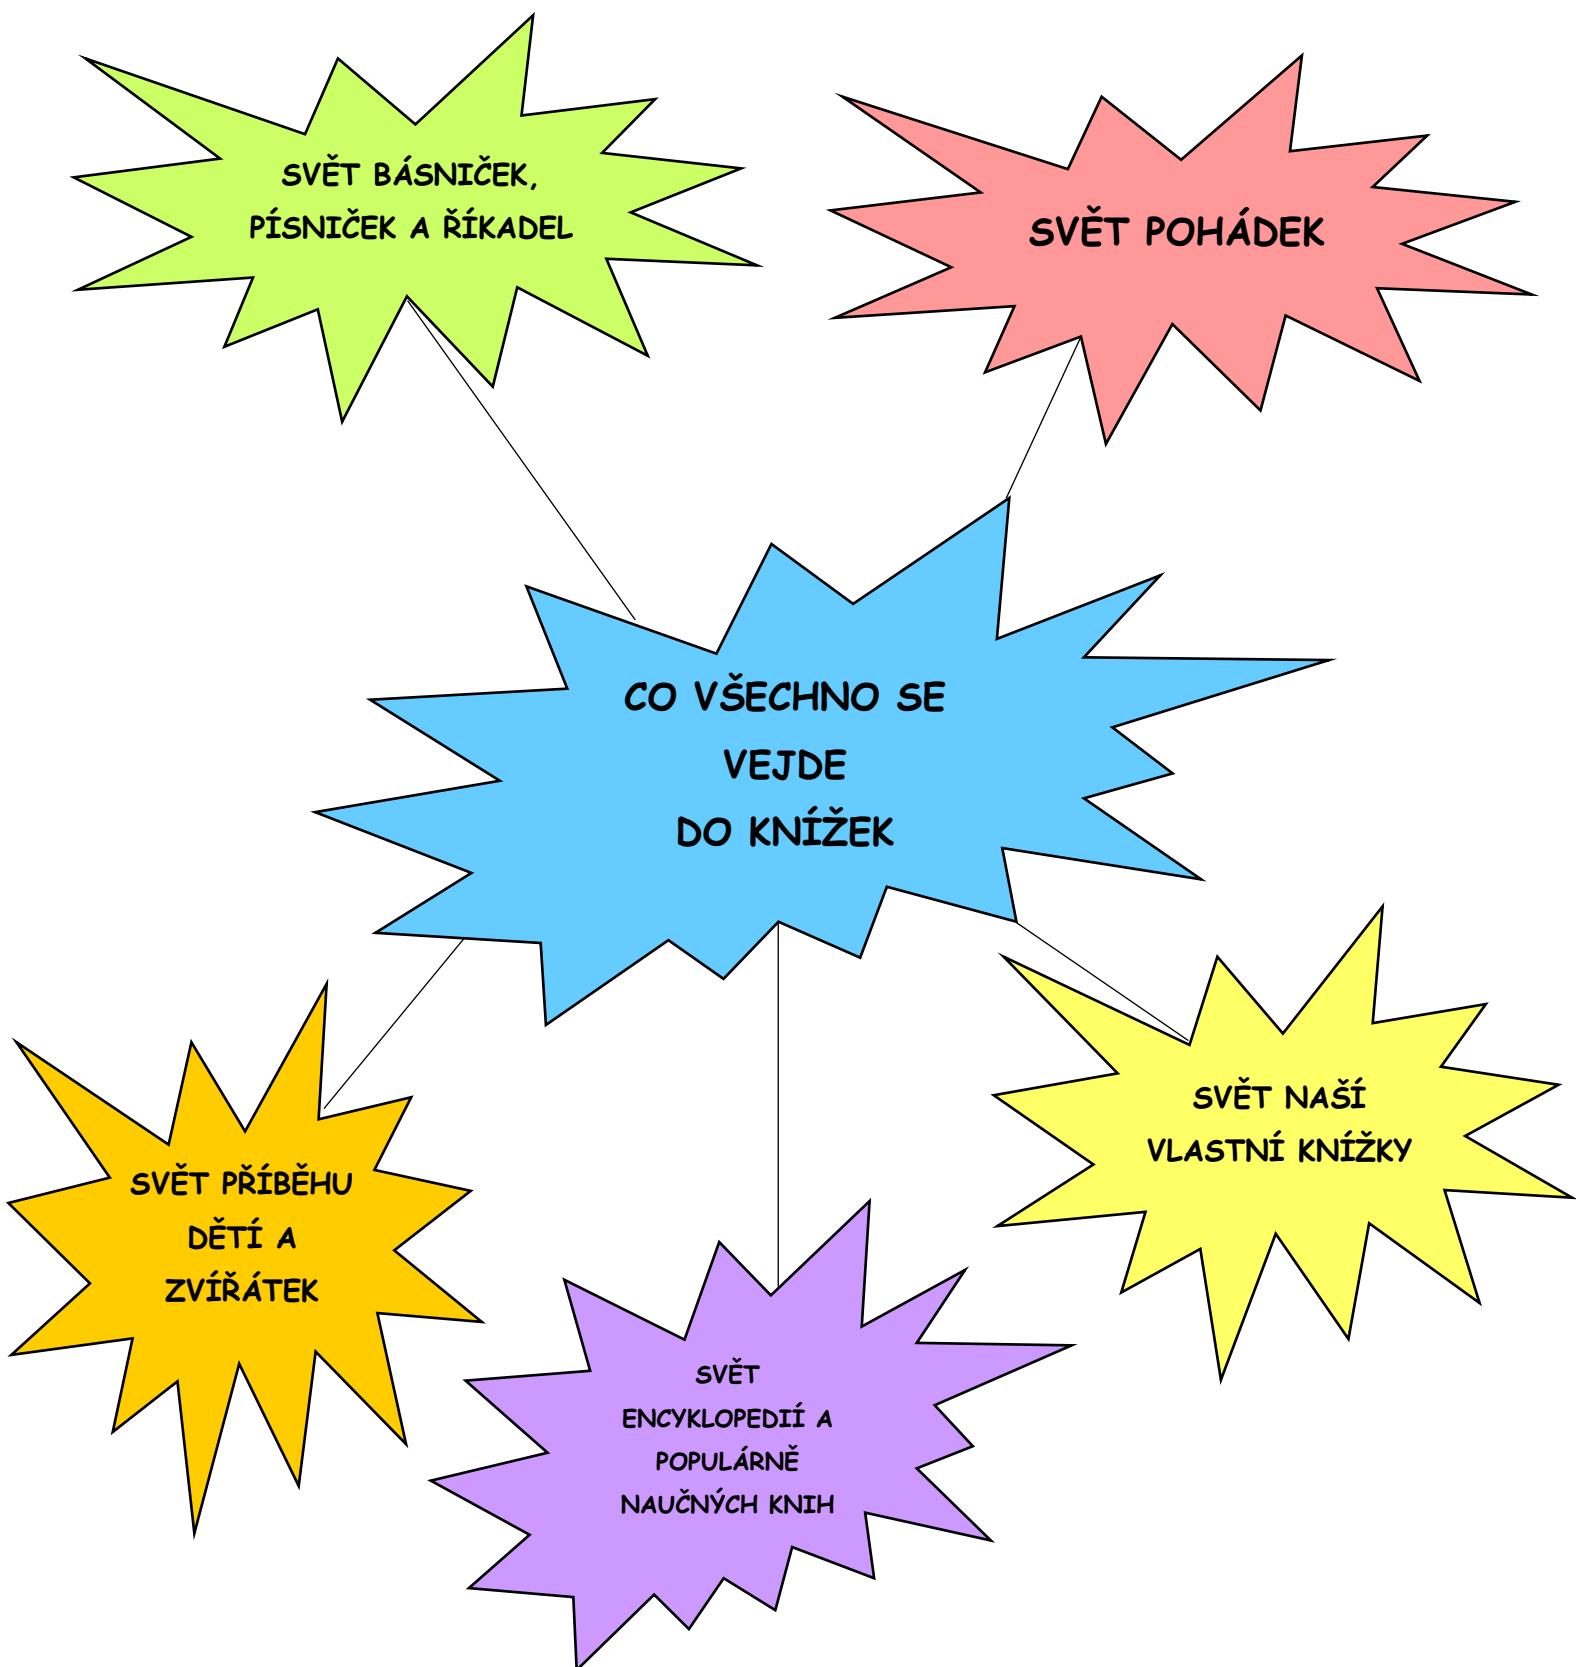 SVĚT BÁSNIČEK,
PÍSNIČEK A ŘÍKADEL
SVĚT POHÁDEK
CO VŠECHNO SE
VEJDE
DO KNÍŽEK
SVĚT NAŠÍ
VLASTNÍ KNÍŽKY
SVĚT PŘÍBĚHU
DĚTÍ A
ZVÍŘÁTEK
SVĚT
ENCYKLOPEDIÍ A
POPULÁRNĚ
NAUČNÝCH KNIH